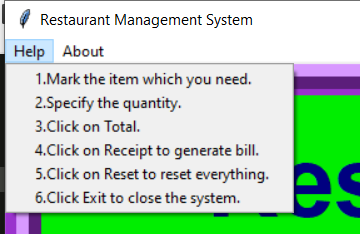 Restaurant Management System
Help About
1.Mark the item which you need.
2.Specify the quantity.
3.Click on Total.
4.Click on Receipt to generate bill.
5.Click on Reset to reset everything.
6.Click Exit to close the system.
Res